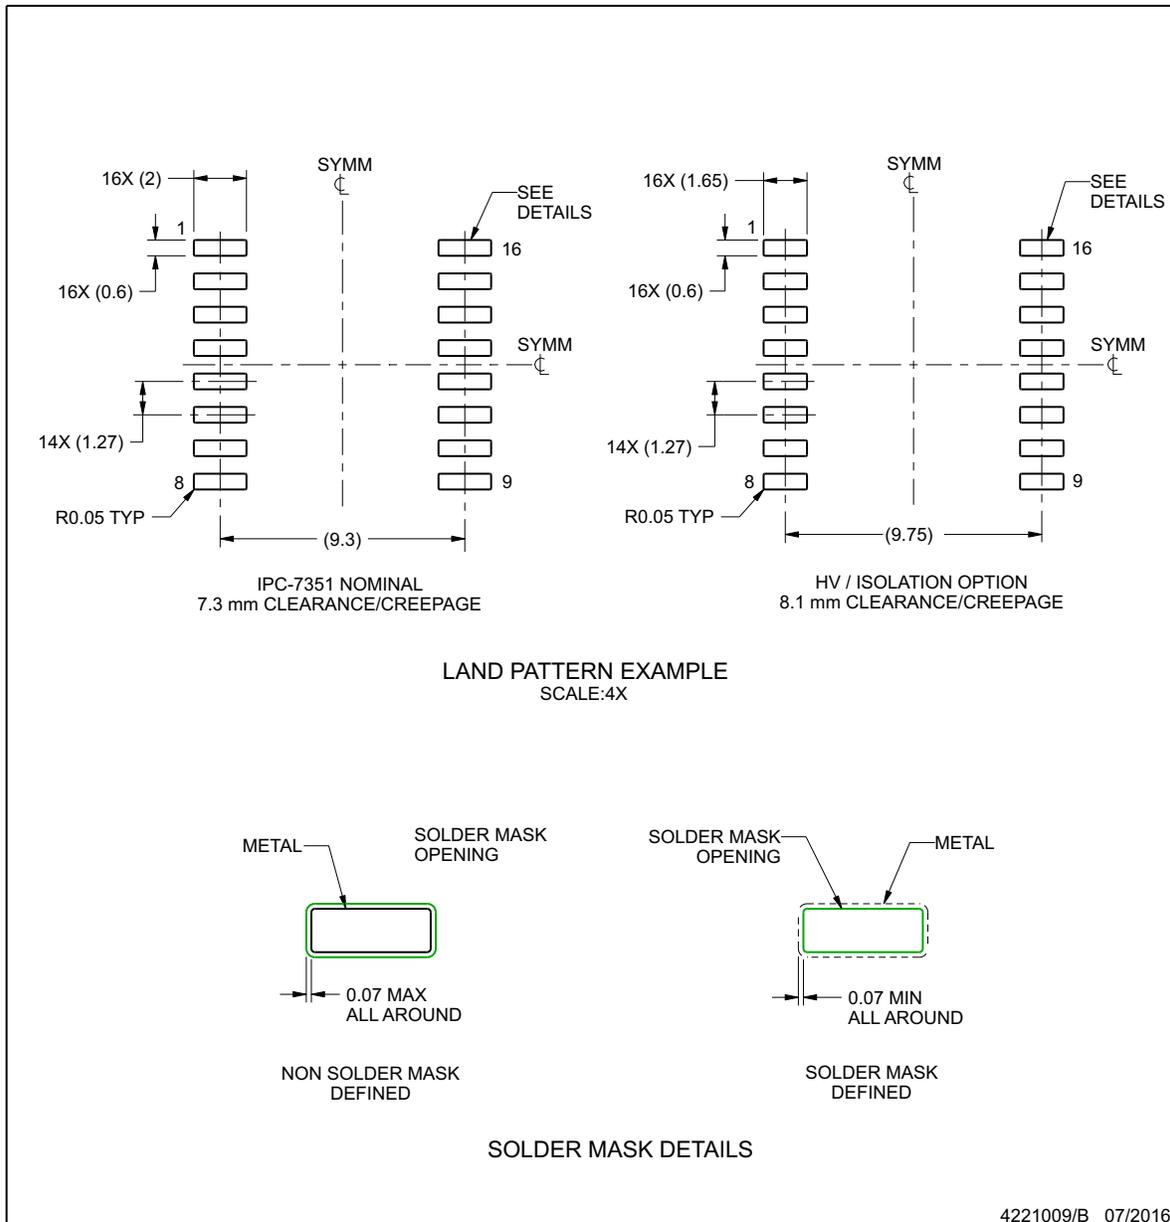 SYMM
℄
16X (2)
SEE
DETAILS
1
16
16X (0.6)
SYMM
℄
14X (1.27)
8
9
R0.05 TYP
(9.3)
IPC-7351 NOMINAL
7.3 mm CLEARANCE/CREEPAGE
SYMM
℄
16X (1.65)
SEE
DETAILS
1
16
16X (0.6)
SYMM
℄
14X (1.27)
8
9
R0.05 TYP
(9.75)
HV / ISOLATION OPTION
8.1 mm CLEARANCE/CREEPAGE
LAND PATTERN EXAMPLE
SCALE:4X
METAL
SOLDER MASK
OPENING
0.07 MAX
ALL AROUND
NON SOLDER MASK
DEFINED
SOLDER MASK
OPENING
METAL
0.07 MIN
ALL AROUND
SOLDER MASK
DEFINED
SOLDER MASK DETAILS
4221009/B 07/2016